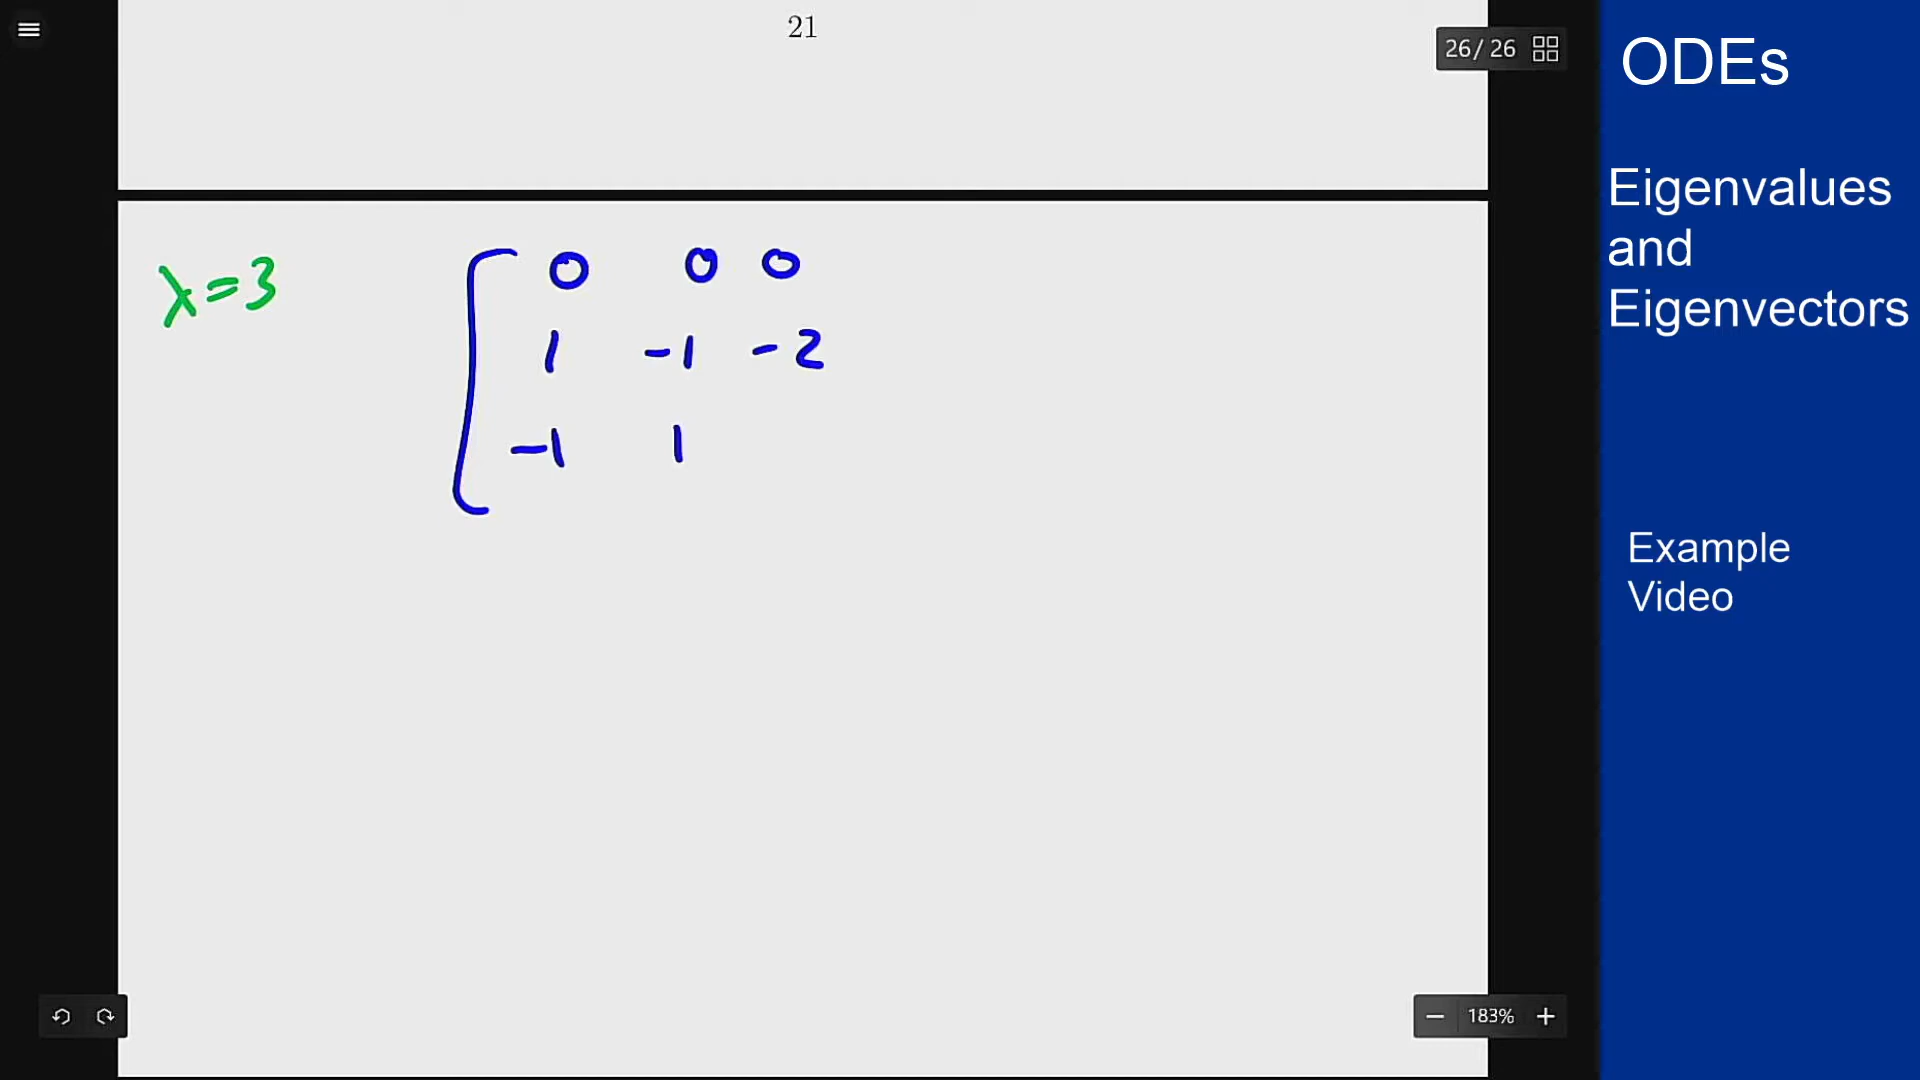 21
26/ 26
ODEs
Eigenvalues
and
Eigenvectors
λ=3
0 0 0
1 -1 -2
-1 1
Example
Video
183%